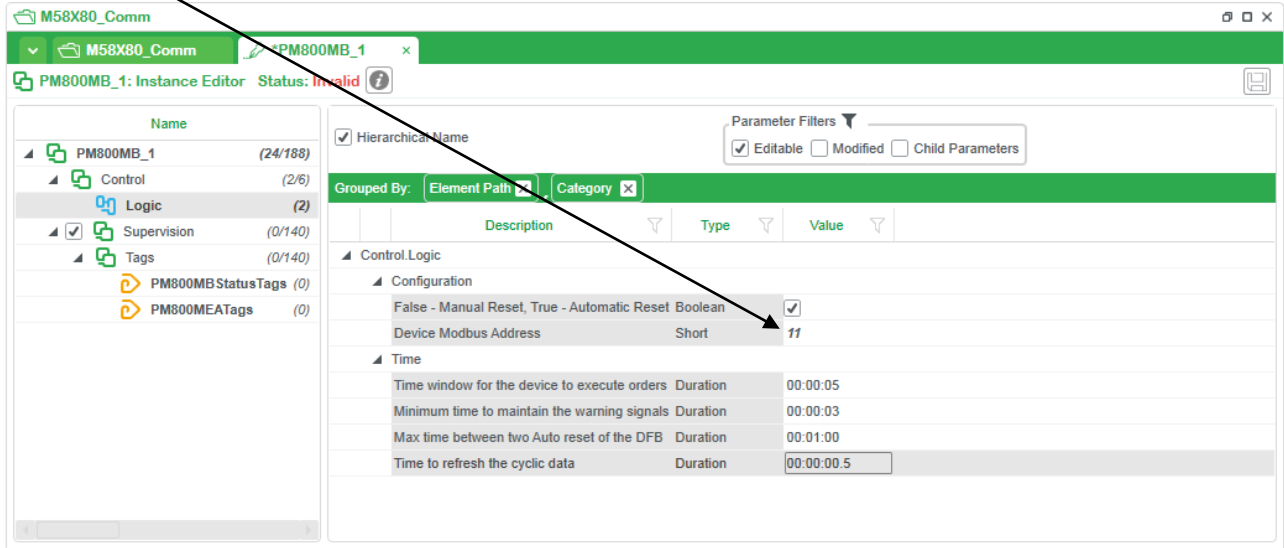 M58X80_Comm
M58X80_Comm *PM800MB_1 ×
PM800MB_1: Instance Editor Status: Invalid i
Name
PM800MB_1 (24/188)
Control (2/6)
Logic (2)
Supervision (0/140)
Tags (0/140)
PM800MBStatusTags (0)
PM800MEATags (0)
Hierarchical Name
Parameter Filters
Editable Modified Child Parameters
Grouped By: Element Path , Category
Description Type Value
Control.Logic
Configuration
False - Manual Reset, True - Automatic Reset Boolean
Device Modbus Address Short 11
Time
Time window for the device to execute orders Duration 00:00:05
Minimum time to maintain the warning signals Duration 00:00:03
Max time between two Auto reset of the DFB Duration 00:01:00
Time to refresh the cyclic data Duration 00:00:00.5